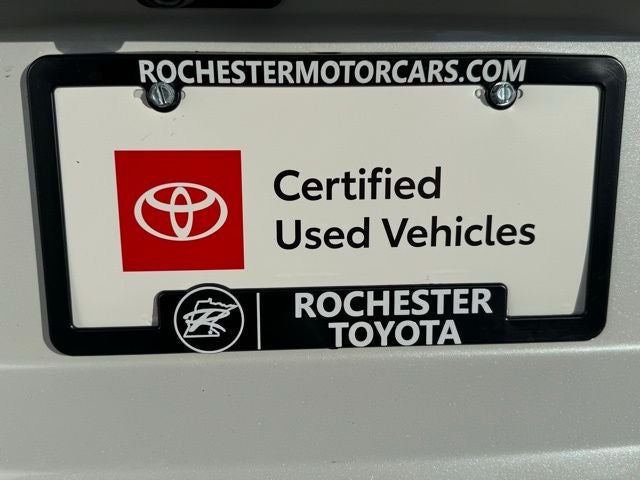 ROCHESTERMOTORCARS.COM
Certified
Used Vehicles
ROCHESTER
TOYOTA